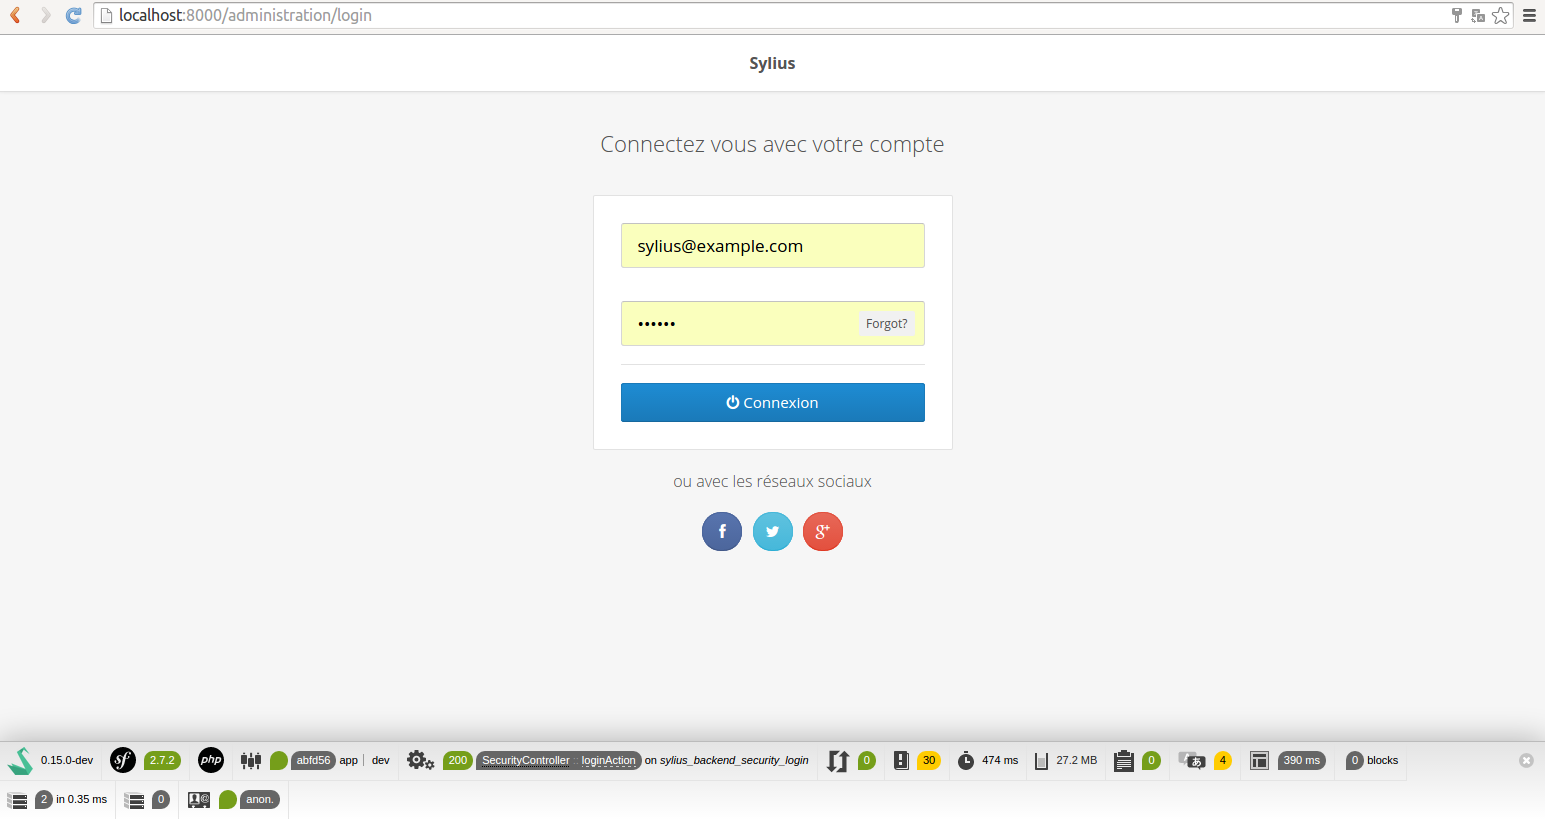 localhost:8000/administration/login
Sylius
Connectez vous avec votre compte
sylius@example.com
•••••• Forgot?
Connexion
ou avec les réseaux sociaux
f g+
0.15.0-dev sf 2.7.2 php abfd56 app dev 200 SecurityController :: loginAction on sylius_backend_security_login 0 30 474 ms 27.2 MB 0 A あ 4 390 ms 0 blocks
2 in 0.35 ms 0 @ anon.